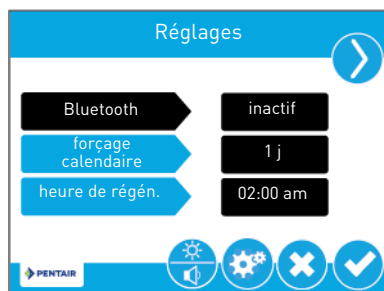 Réglages
Bluetooth
inactif
forçage
calendaire
1 j
heure de régén.
02:00 am
PENTAIR